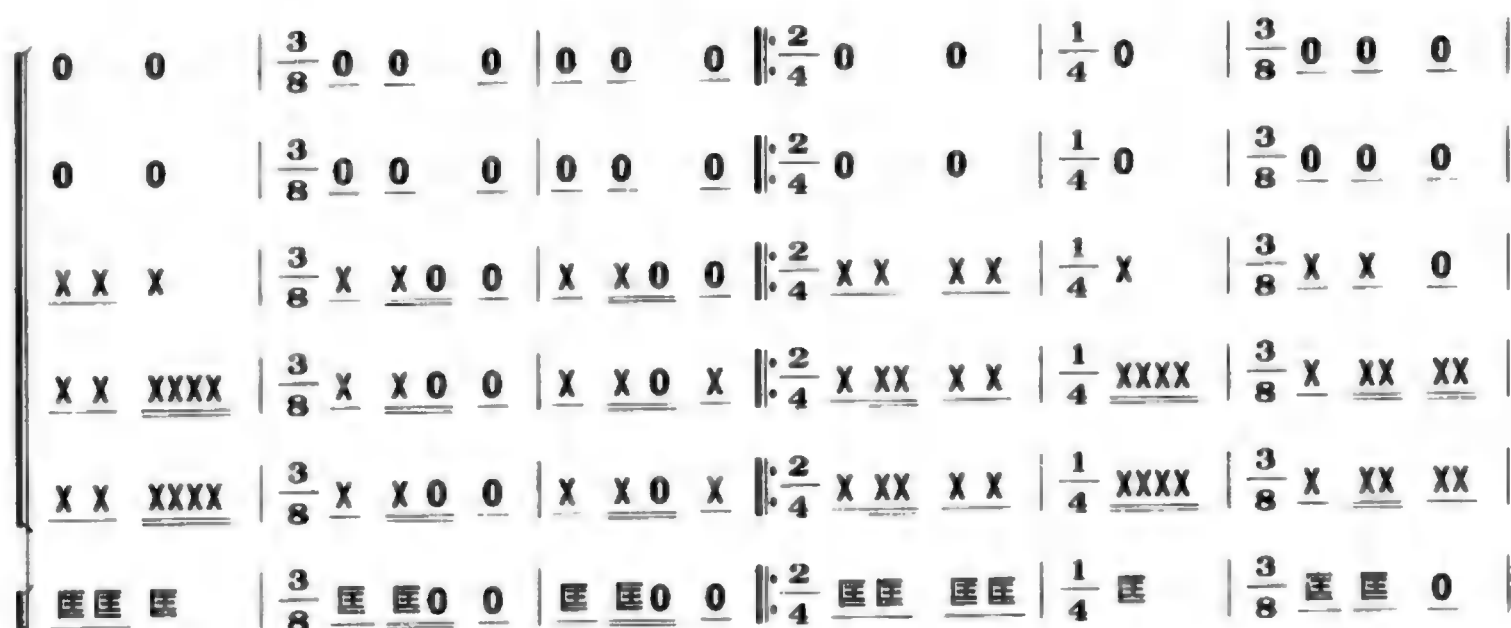 0 0 | 3/8 0 0 0 | 0 0 0 ‖: 2/4 0 0 | 1/4 0 | 3/8 0 0 0 |
0 0 | 3/8 0 0 0 | 0 0 0 ‖: 2/4 0 0 | 1/4 0 | 3/8 0 0 0 |
X X X | 3/8 X X 0 0 | X X 0 0 ‖: 2/4 X X X X | 1/4 X | 3/8 X X 0 |
X X XXXX | 3/8 X X 0 0 | X X 0 X ‖: 2/4 X XX X X | 1/4 XXXX | 3/8 X XX XX |
X X XXXX | 3/8 X X 0 0 | X X 0 X ‖: 2/4 X XX X X | 1/4 XXXX | 3/8 X XX XX |
匡匡 匡 | 3/8 匡 匡0 0 | 匡 匡0 0 ‖: 2/4 匡匡 匡匡 | 1/4 匡 | 3/8 匡 匡 0 |